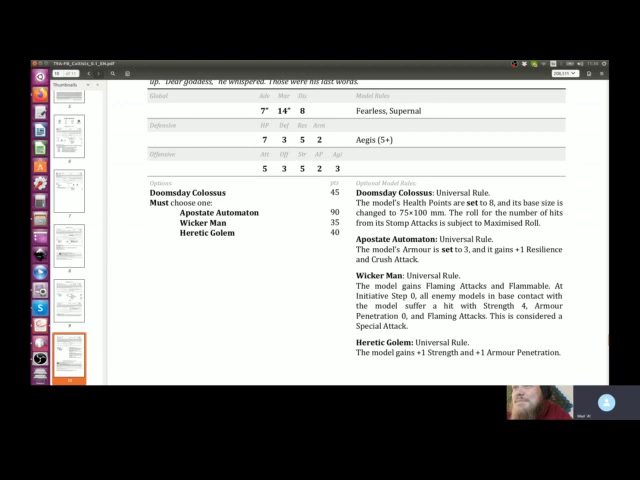 T9A-FB_Cultists_0.1_EN.pdf
11:33
Thumbnails
up. "Dear goddess," he whispered. Those were his last words.
Global Adv Mar Dis Model Rules
7" 14" 8 Fearless, Supernal
Defensive HP Def Res Arm
7 3 5 2 Aegis (5+)
Offensive Att Off Str AP Agi
5 3 5 2 3
Options pts
Doomsday Colossus 45
Must choose one:
Apostate Automaton 90
Wicker Man 35
Heretic Golem 40
Optional Model Rules:
Doomsday Colossus: Universal Rule.
The model's Health Points are set to 8, and its base size is
changed to 75×100 mm. The roll for the number of hits
from its Stomp Attacks is subject to Maximised Roll.
Apostate Automaton: Universal Rule.
The model's Armour is set to 3, and it gains +1 Resilience
and Crush Attack.
Wicker Man: Universal Rule.
The model gains Flaming Attacks and Flammable. At
Initiative Step 0, all enemy models in base contact with
the model suffer a hit with Strength 4, Armour
Penetration 0, and Flaming Attacks. This is considered a
Special Attack.
Heretic Golem: Universal Rule.
The model gains +1 Strength and +1 Armour Penetration.